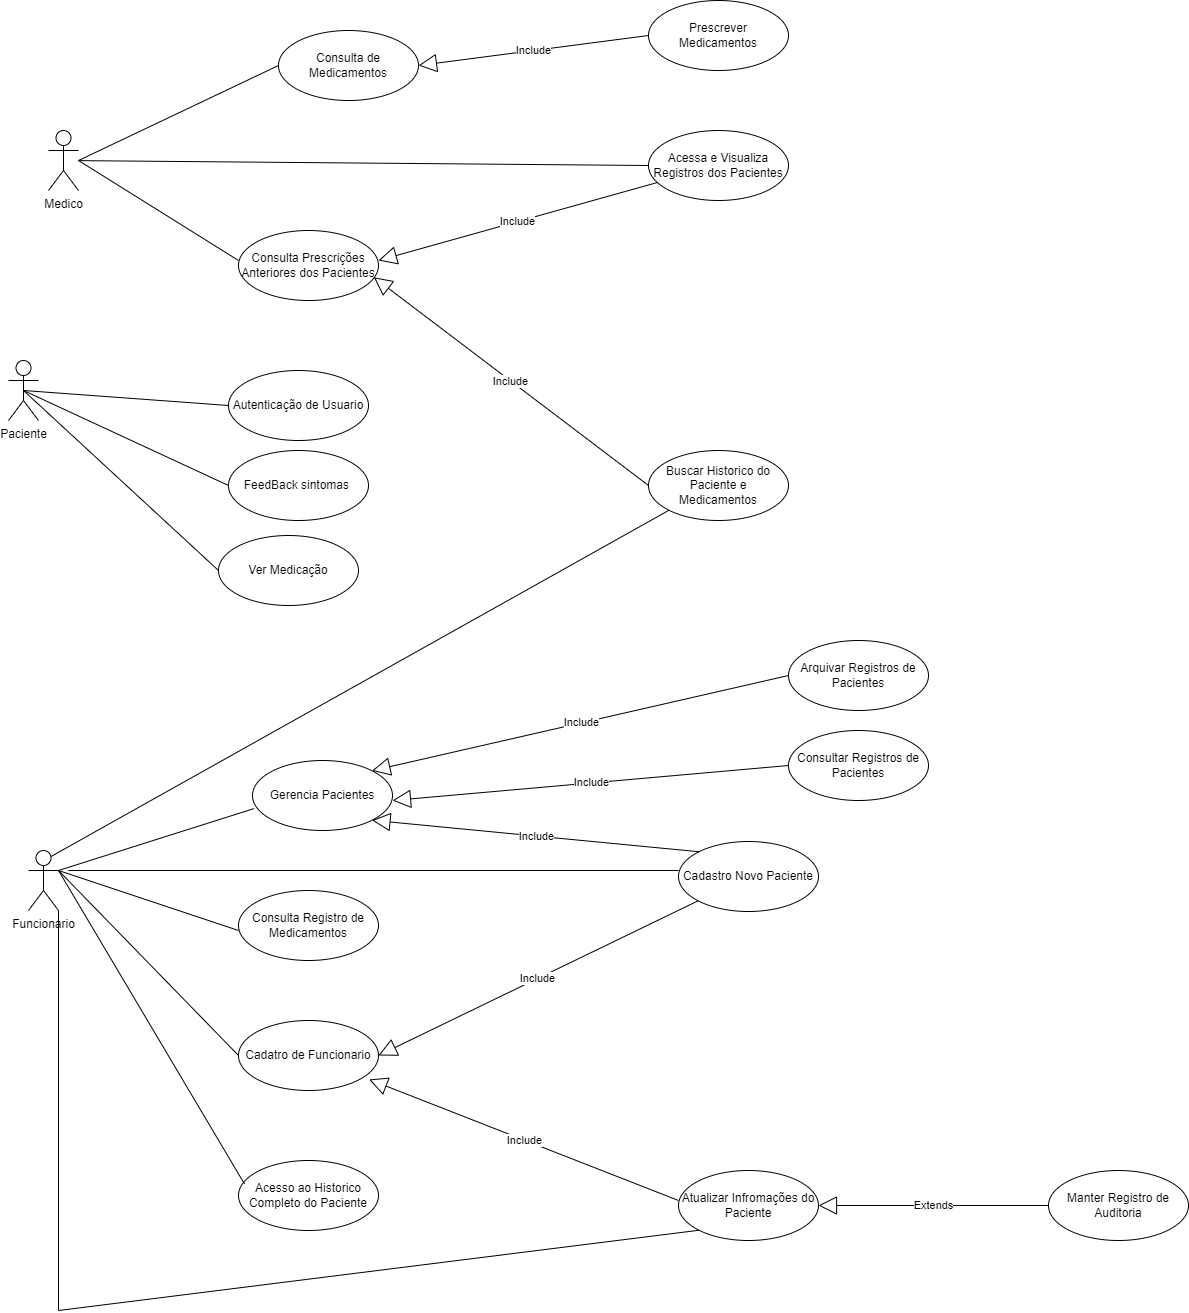 Prescrever
Medicamentos
Include
Consulta de
Medicamentos
Acessa e Visualiza
Registros dos Pacientes
Medico
Include
Consulta Prescrições
Anteriores dos Pacientes
Include
Autenticação de Usuario
Paciente
Buscar Historico do
Paciente e
Medicamentos
FeedBack sintomas
Ver Medicação
Arquivar Registros de
Pacientes
Include
Consultar Registros de
Pacientes
Include
Gerencia Pacientes
Include
Cadastro Novo Paciente
Funcionario
Consulta Registro de
Medicamentos
Include
Cadatro de Funcionario
Include
Acesso ao Historico
Completo do Paciente
Atualizar Infromações do
Paciente
Extends
Manter Registro de
Auditoria